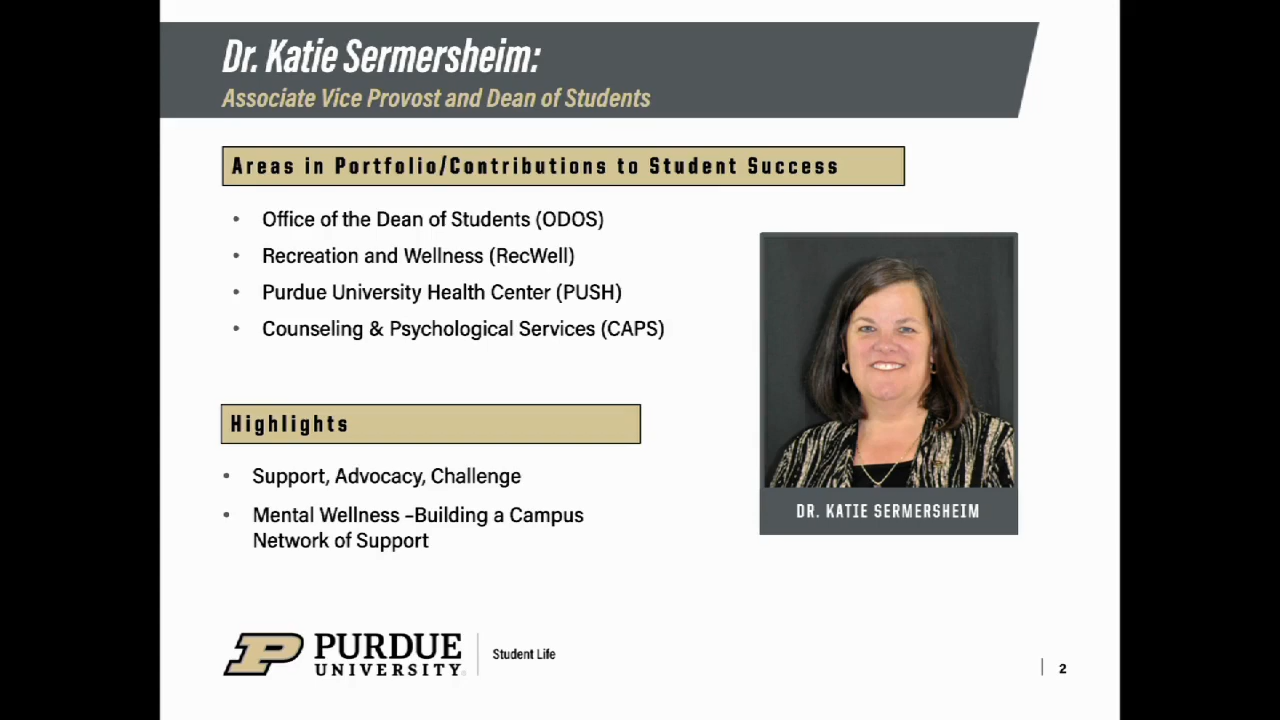 Dr. Katie Sermersheim:
Associate Vice Provost and Dean of Students
Areas in Portfolio/Contributions to Student Success
• Office of the Dean of Students (ODOS)
• Recreation and Wellness (RecWell)
• Purdue University Health Center (PUSH)
• Counseling & Psychological Services (CAPS)
DR. KATIE SERMERSHEIM
Highlights
• Support, Advocacy, Challenge
• Mental Wellness –Building a Campus
Network of Support
P PURDUE
UNIVERSITY®
Student Life
2